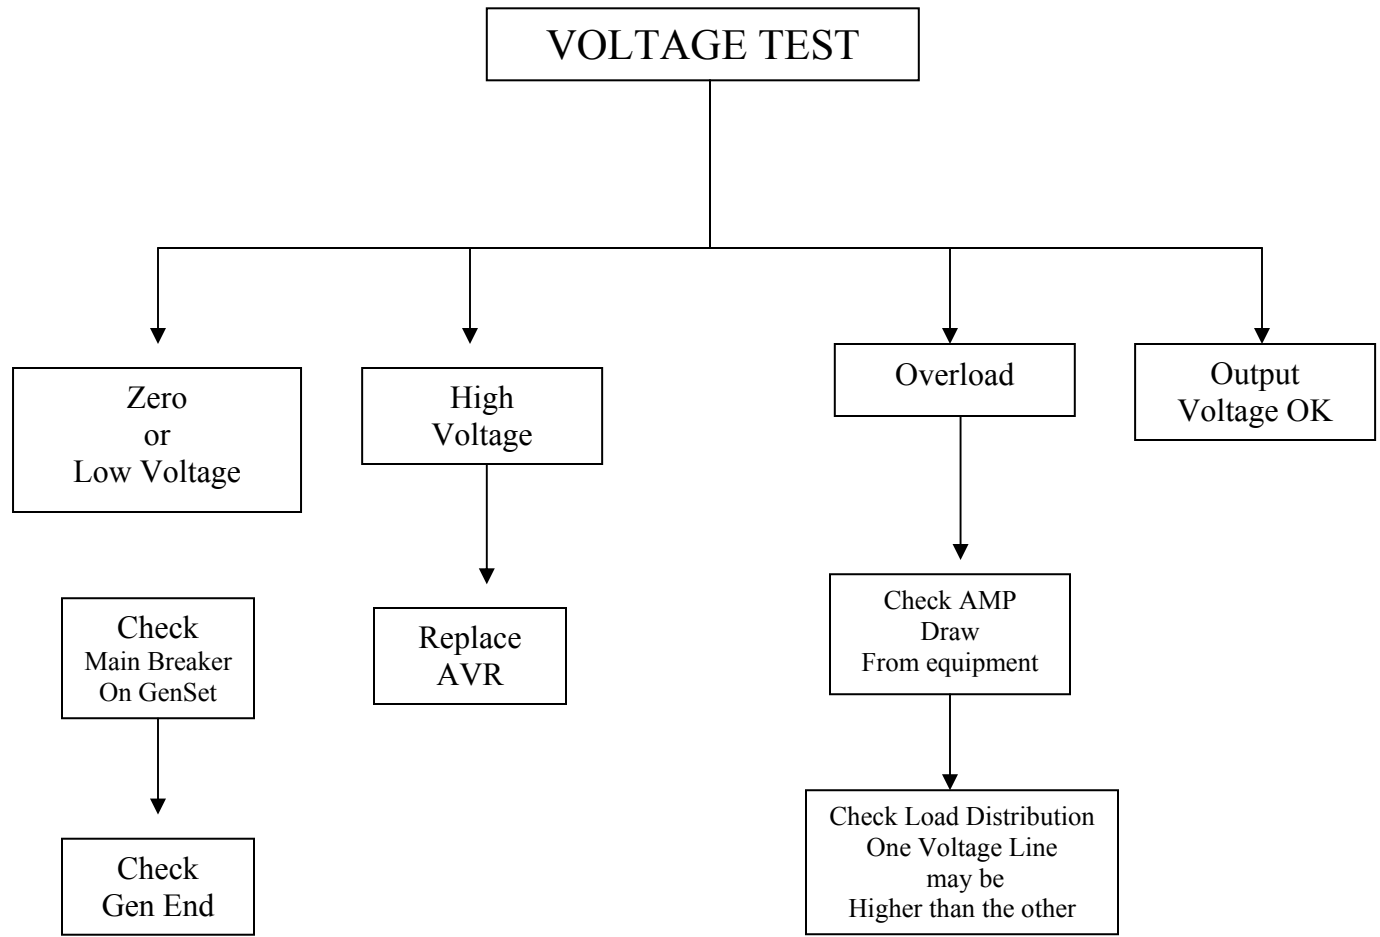 VOLTAGE TEST
Zero
or
Low Voltage
High
Voltage
Overload
Output
Voltage OK
Check
Main Breaker
On GenSet
Replace
AVR
Check AMP
Draw
From equipment
Check
Gen End
Check Load Distribution
One Voltage Line
may be
Higher than the other